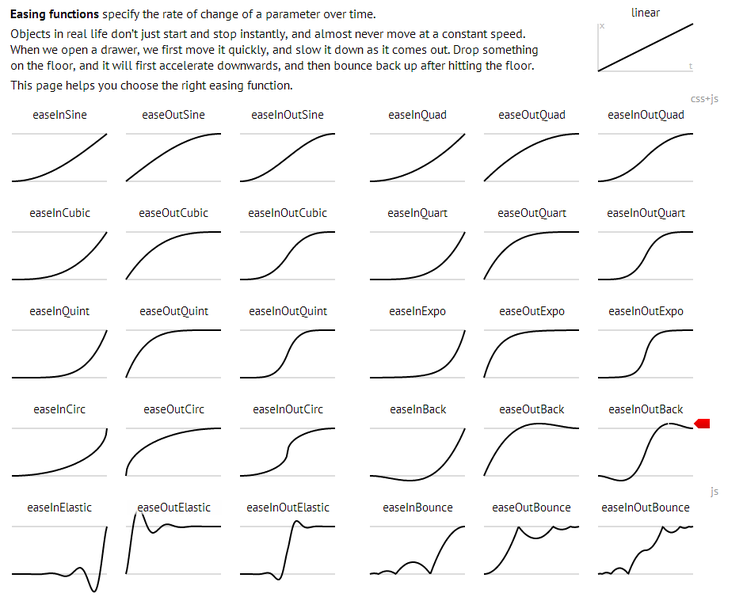 Easing functions specify the rate of change of a parameter over time.
Objects in real life don't just start and stop instantly, and almost never move at a constant speed.
When we open a drawer, we first move it quickly, and slow it down as it comes out. Drop something
on the floor, and it will first accelerate downwards, and then bounce back up after hitting the floor.
This page helps you choose the right easing function.
linear
x
t
css+js
easeInSine easeOutSine easeInOutSine easeInQuad easeOutQuad easeInOutQuad
easeInCubic easeOutCubic easeInOutCubic easeInQuart easeOutQuart easeInOutQuart
easeInQuint easeOutQuint easeInOutQuint easeInExpo easeOutExpo easeInOutExpo
easeInCirc easeOutCirc easeInOutCirc easeInBack easeOutBack easeInOutBack
js
easeInElastic easeOutElastic easeInOutElastic easeInBounce easeOutBounce easeInOutBounce